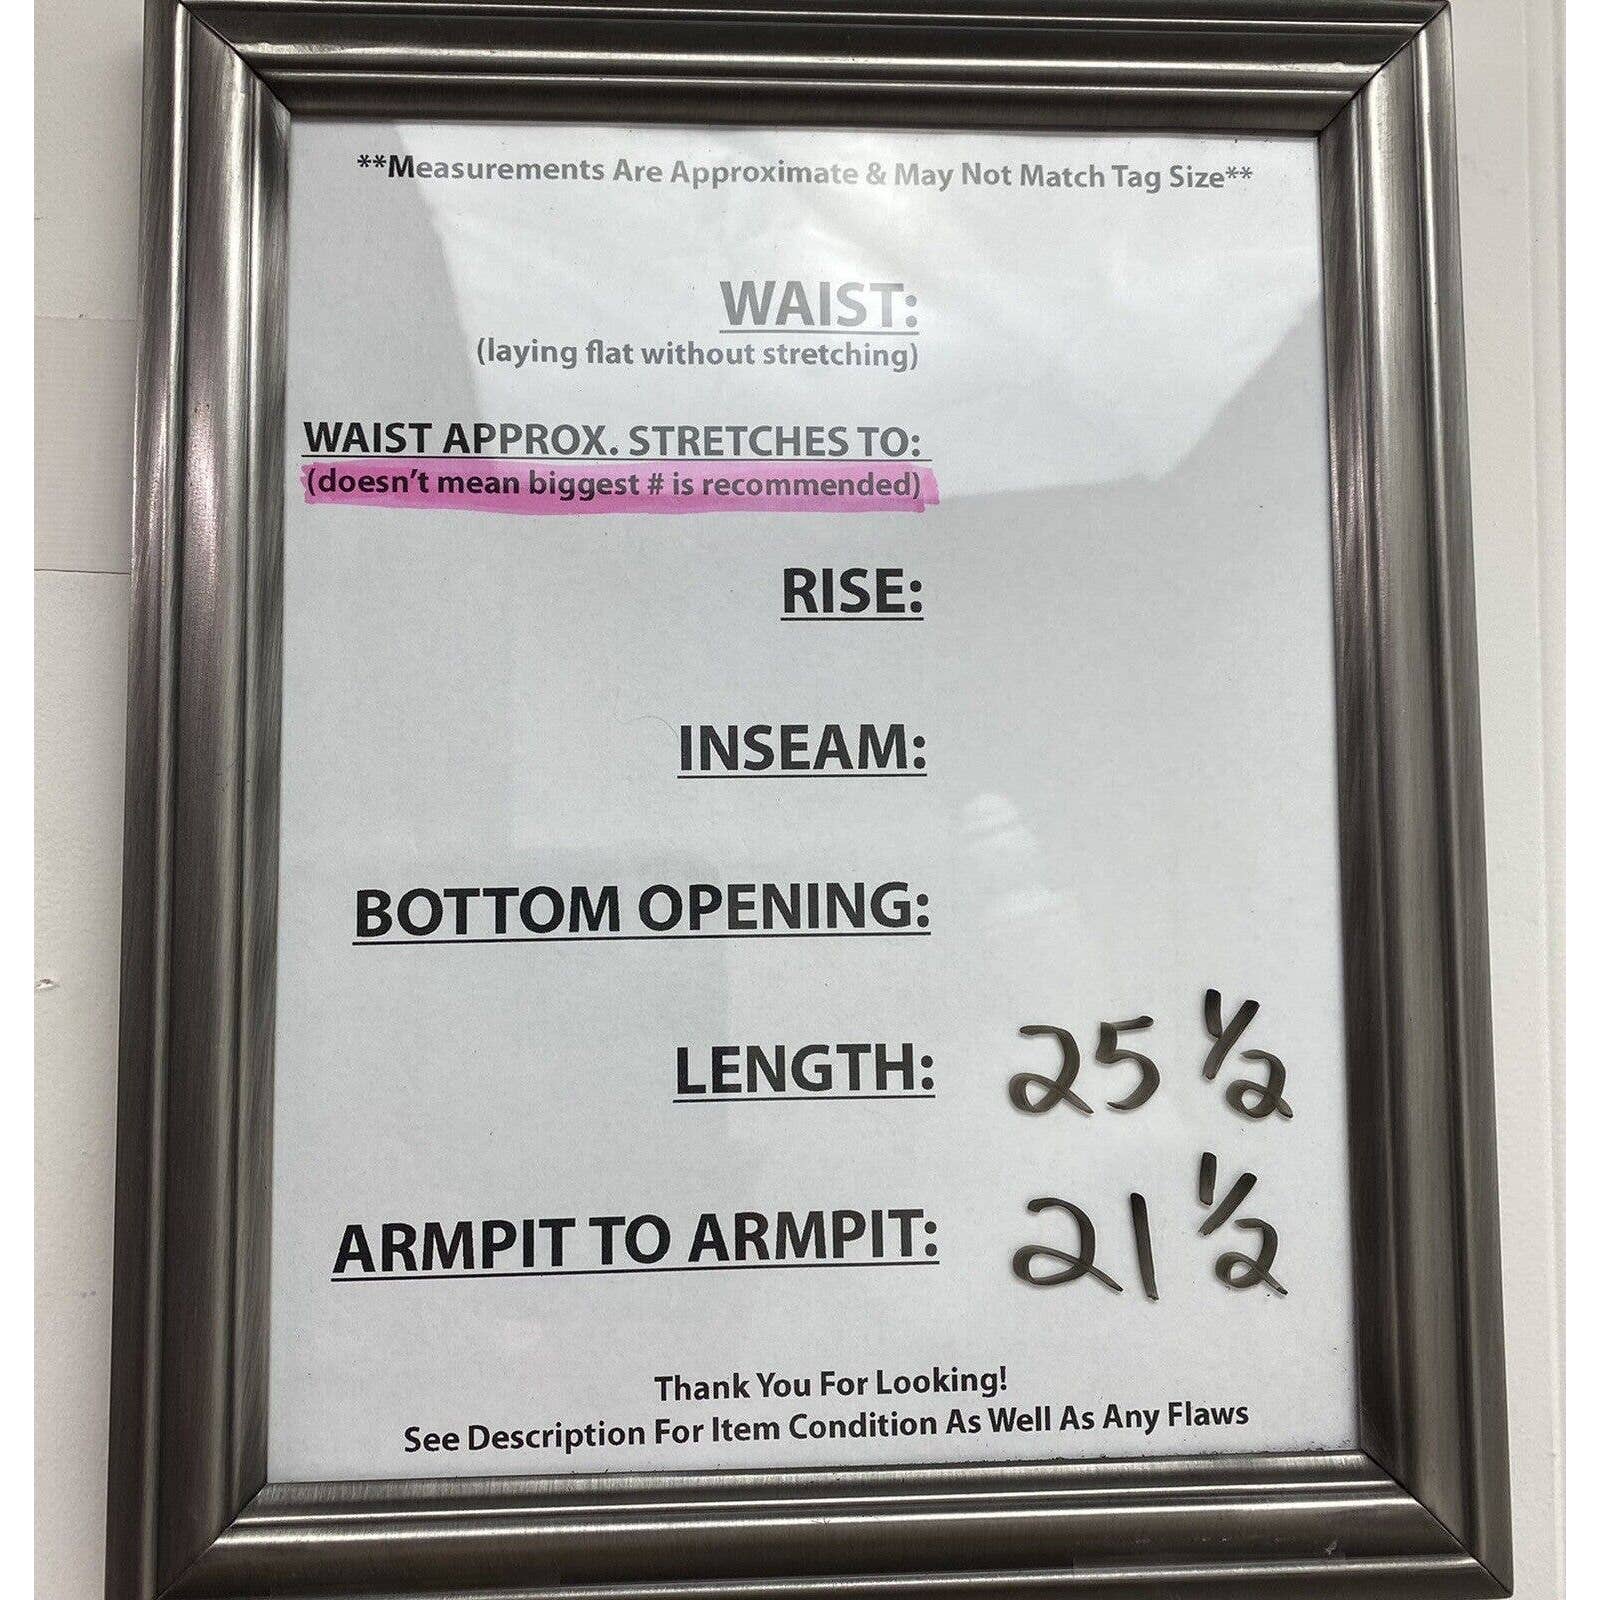 **Measurements Are Approximate & May Not Match Tag Size**
WAIST:
(laying flat without stretching)
WAIST APPROX. STRETCHES TO:
(doesn't mean biggest # is recommended)
RISE:
INSEAM:
BOTTOM OPENING:
LENGTH: 25 1/2
ARMPIT TO ARMPIT: 21 1/2
Thank You For Looking!
See Description For Item Condition As Well As Any Flaws